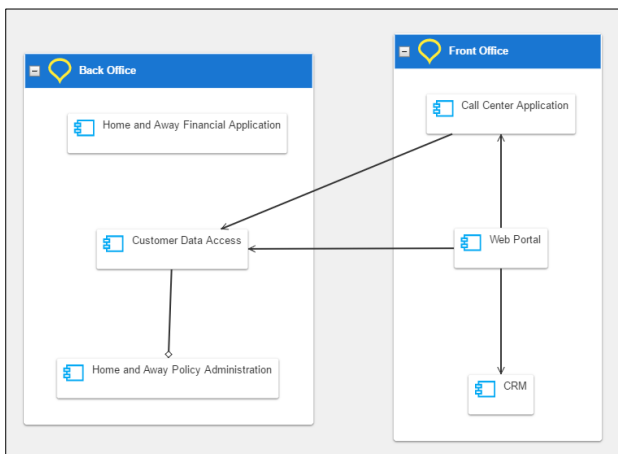 Back Office
Home and Away Financial Application
Customer Data Access
Home and Away Policy Administration
Front Office
Call Center Application
Web Portal
CRM